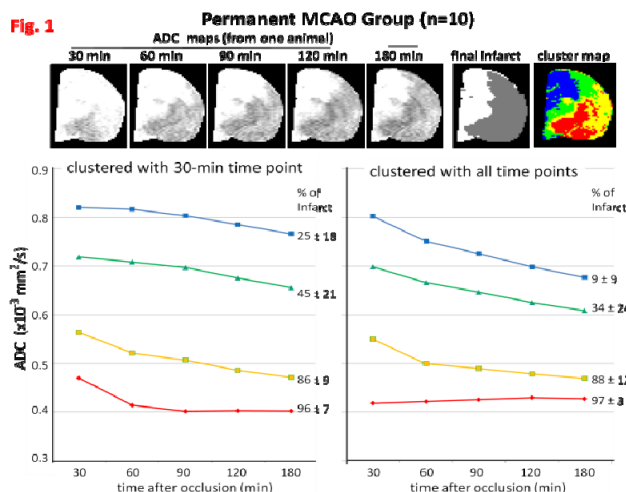 Fig. 1
Permanent MCAO Group (n=10)
ADC maps (from one animal)
30 min 60 min 90 min 120 min 180 min final infarct cluster map
clustered with 30-min time point
clustered with all time points
% of
Infarct
25 ± 18
45 ± 21
86 ± 9
96 ± 7
% of
Infarct
9 ± 9
34 ± 24
88 ± 12
97 ± 3
ADC (x10⁻³ mm²/s)
0.9
0.8
0.7
0.6
0.5
0.4
0.3
30 60 90 120 180
30 60 90 120 180
time after occlusion (min)
time after occlusion (min)